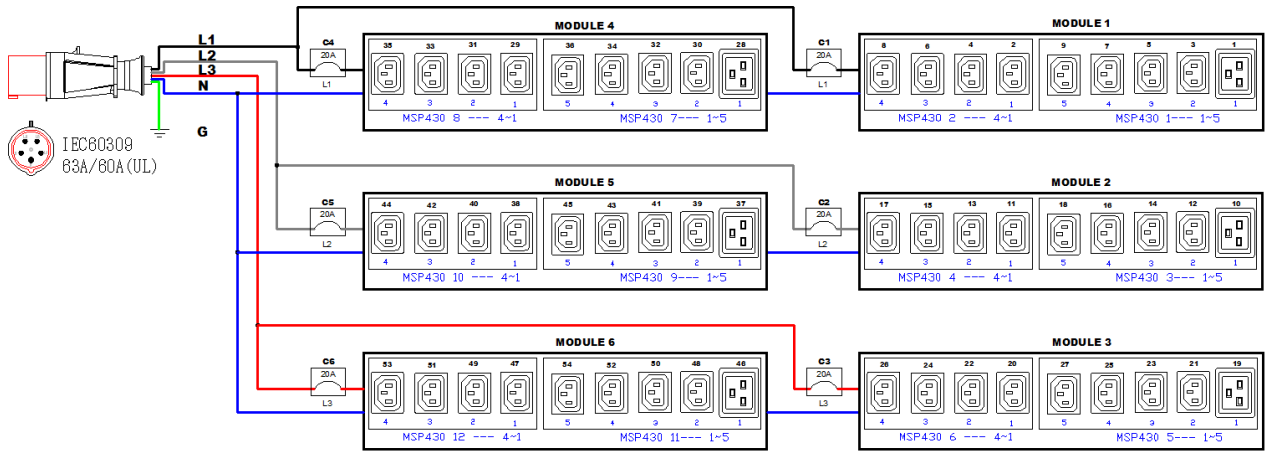 L1
L2
L3
N
G
IEC60309
63A/60A(UL)
MODULE 4
C4
20A
L1
35 33 31 29 36 34 32 30 28
4 3 2 1 5 4 3 2 1
MSP430 8 --- 4~1 MSP430 7--- 1~5
MODULE 1
C1
20A
L1
8 6 4 2 9 7 5 3 1
4 3 2 1 5 4 3 2 1
MSP430 2 --- 4~1 MSP430 1--- 1~5
MODULE 5
C5
20A
L2
44 42 40 38 45 43 41 39 37
4 3 2 1 5 4 3 2 1
MSP430 10 --- 4~1 MSP430 9--- 1~5
MODULE 2
C2
20A
L2
17 15 13 11 18 16 14 12 10
4 3 2 1 5 4 3 2 1
MSP430 4 --- 4~1 MSP430 3--- 1~5
MODULE 6
C6
20A
L3
53 51 49 47 54 52 50 48 46
4 3 2 1 5 4 3 2 1
MSP430 12 --- 4~1 MSP430 11--- 1~5
MODULE 3
C3
20A
L3
26 24 22 20 27 25 23 21 19
4 3 2 1 5 4 3 2 1
MSP430 6 --- 4~1 MSP430 5--- 1~5